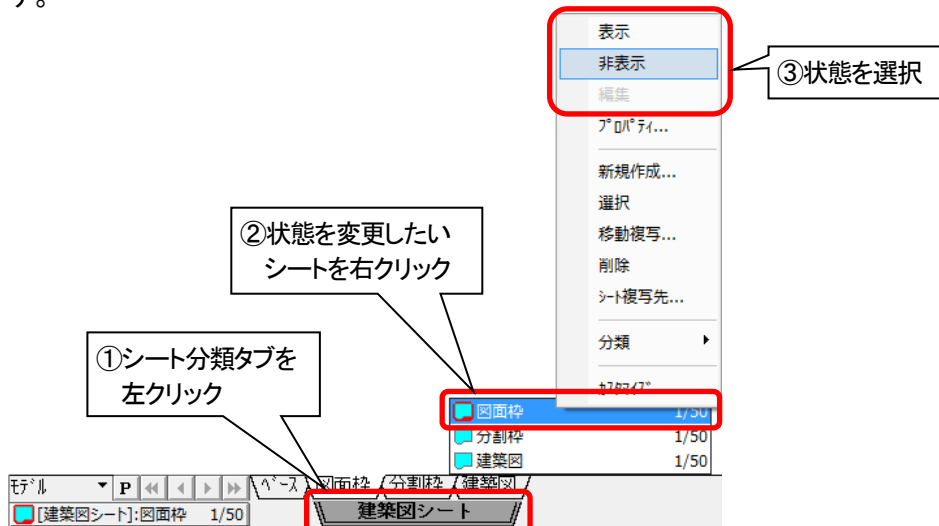 す。
表示
非表示
編集
ﾌﾟﾛﾊﾟﾃｨ...
新規作成...
選択
移動複写...
削除
ｼｰﾄ複写先...
分類
ｶｽﾀﾏｲｽﾞ
③状態を選択
②状態を変更したい
シートを右クリック
①シート分類タブを
左クリック
図面枠 1/50
分割枠 1/50
建築図 1/50
ﾓﾃﾞﾙ P ﾍﾞｰｽ 図面枠 分割枠 建築図
[建築図シート]:図面枠 1/50 建築図シート